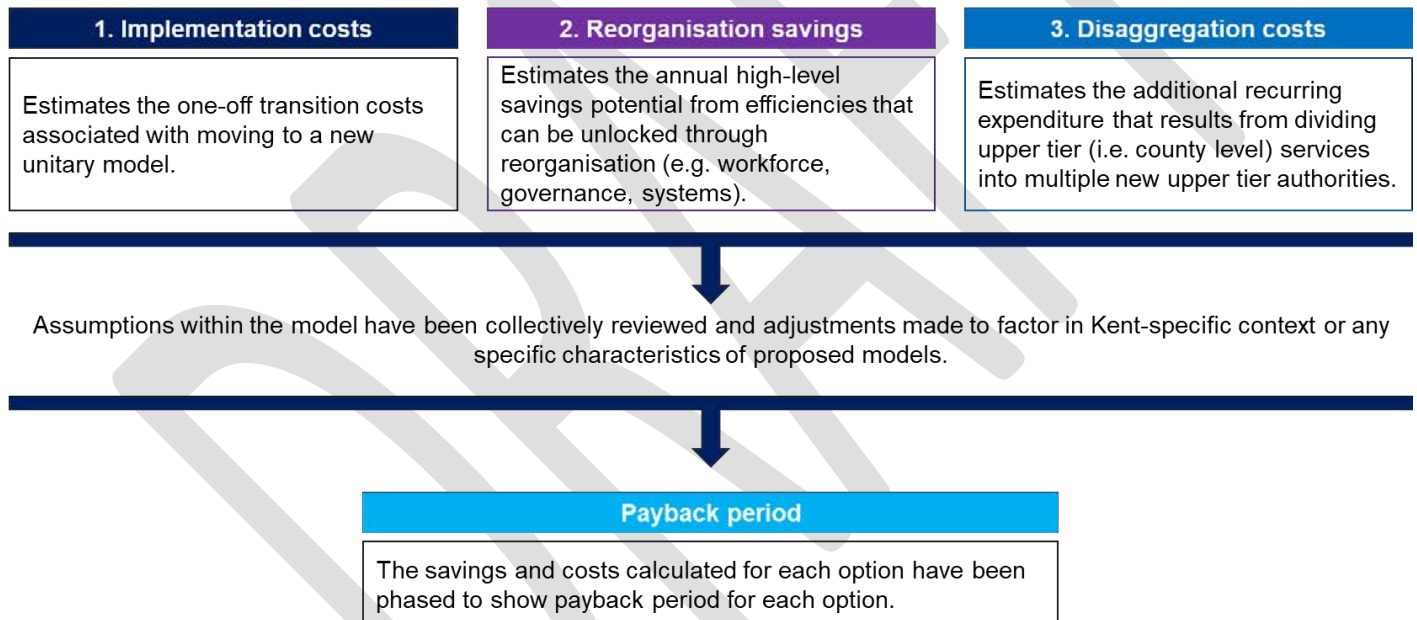 1. Implementation costs
Estimates the one-off transition costs
associated with moving to a new
unitary model.
2. Reorganisation savings
Estimates the annual high-level
savings potential from efficiencies that
can be unlocked through
reorganisation (e.g. workforce,
governance, systems).
3. Disaggregation costs
Estimates the additional recurring
expenditure that results from dividing
upper tier (i.e. county level) services
into multiple new upper tier authorities.
Assumptions within the model have been collectively reviewed and adjustments made to factor in Kent-specific context or any
specific characteristics of proposed models.
Payback period
The savings and costs calculated for each option have been
phased to show payback period for each option.
DRAFT